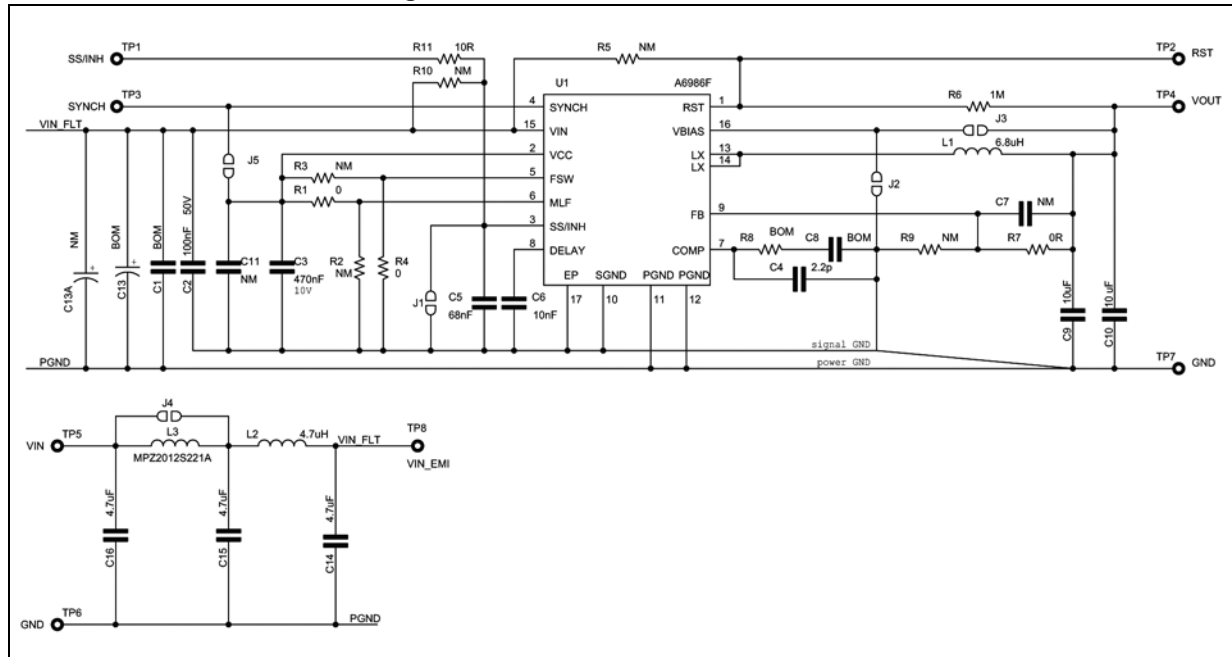 TP1
SS/INH
R11 10R
R10 NM
R5 NM
TP2 RST
TP3
SYNCH
U1 A6986F
4 SYNCH
15 VIN
2 VCC
5 FSW
6 MLF
3 SS/INH
8 DELAY
RST 1
VBIAS 16
LX 13
LX 14
FB 9
COMP 7
EP SGND PGND PGND
17 10 11 12
R6 1M
TP4 VOUT
J3
L1 6.8uH
VIN_FLT
J5
R3 NM
R1 0
J2
C7 NM
R8 BOM
C8 BOM
R9 NM
R7 0R
C4 2.2p
C13A NM
C13 BOM
C1 BOM
C2 100nF 50V
C11
NM
C3
470nF
10V
R2
NM
R4
0
J1
C5
68nF
C6
10nF
C9 10uF
C10 10 uF
signal GND
power GND
PGND
TP7 GND
J4
VIN TP5
L3
MPZ2012S221A
L2 4.7uH
VIN_FLT
TP8
VIN_EMI
C16 4.7uF
C15 4.7uF
C14 4.7uF
GND TP6
PGND